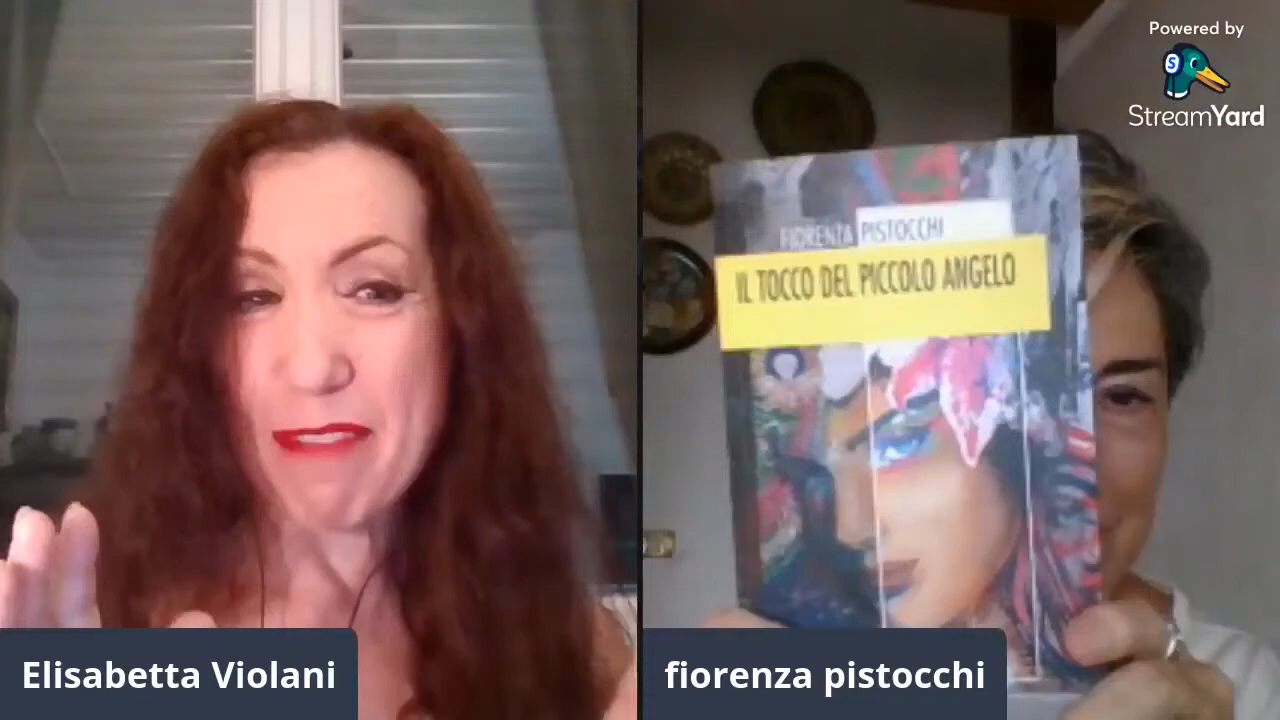 Powered by
StreamYard
FIORENZA PISTOCCHI
IL TOCCO DEL PICCOLO ANGELO
Elisabetta Violani
fiorenza pistocchi